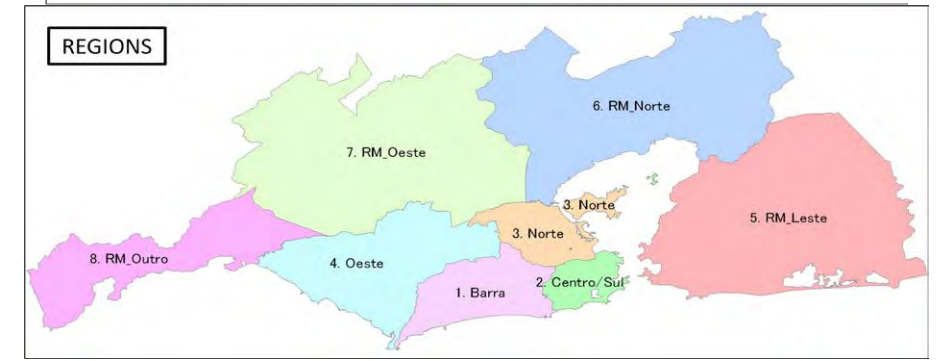 REGIONS
6. RM_Norte
7. RM_Oeste
3. Norte
5. RM_Leste
3. Norte
8. RM_Outro
4. Oeste
2. Centro/Sul
1. Barra